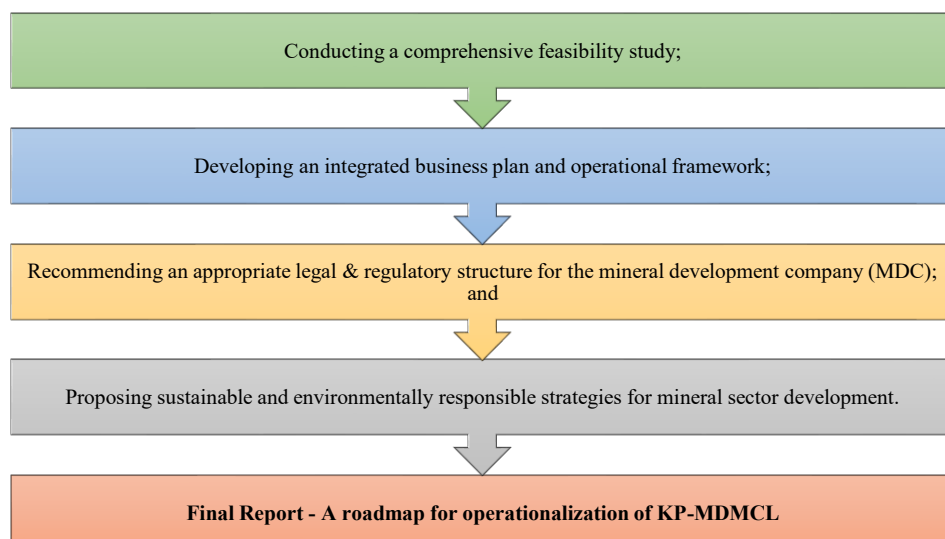 Conducting a comprehensive feasibility study;
Developing an integrated business plan and operational framework;
Recommending an appropriate legal & regulatory structure for the mineral development company (MDC);
and
Proposing sustainable and environmentally responsible strategies for mineral sector development.
Final Report - A roadmap for operationalization of KP-MDMCL